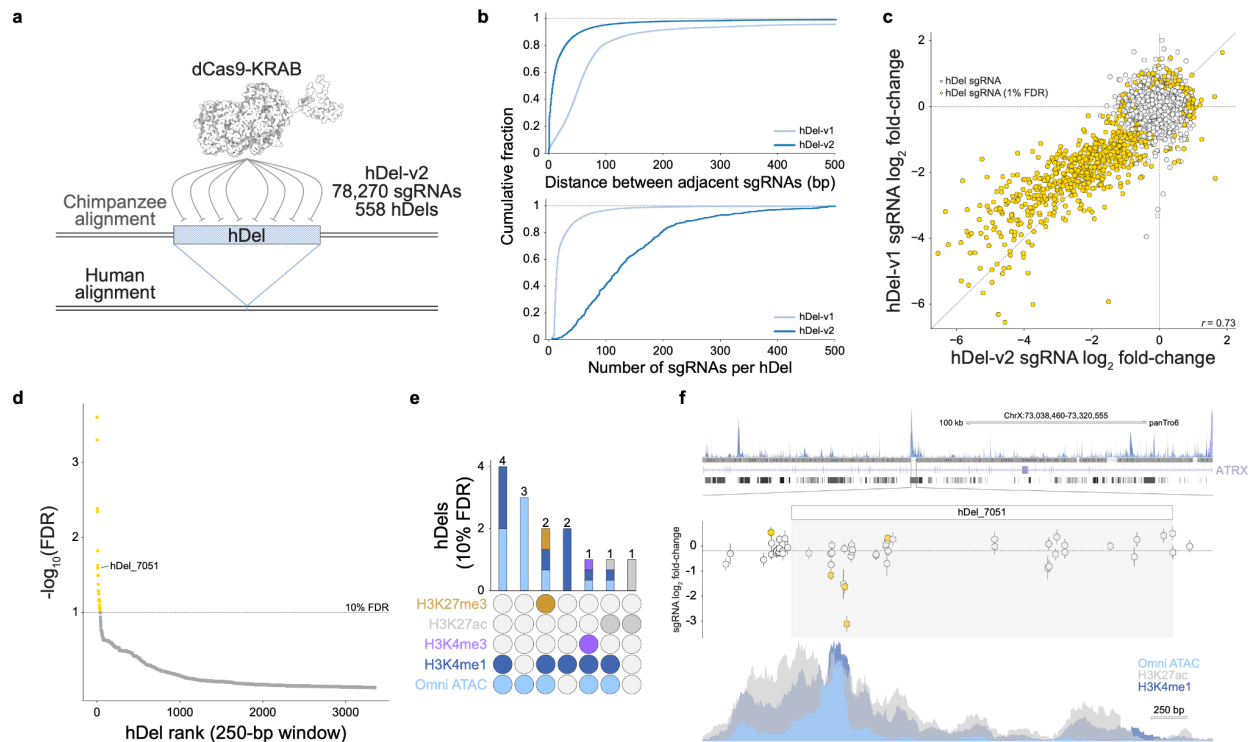 a
dCas9-KRAB
hDel-v2
78,270 sgRNAs
558 hDels
Chimpanzee
alignment
hDel
Human
alignment
b
Cumulative fraction
1
0.8
0.6
0.4
0.2
0
hDel-v1
hDel-v2
0 100 200 300 400 500
Distance between adjacent sgRNAs (bp)
1
0.8
0.6
0.4
0.2
0
hDel-v1
hDel-v2
0 100 200 300 400 500
Number of sgRNAs per hDel
c
hDel-v1 sgRNA log2 fold-change
2
0
−2
−4
−6
hDel sgRNA
hDel sgRNA (1% FDR)
r = 0.73
−6 −4 −2 0 2
hDel-v2 sgRNA log2 fold-change
d
-log10(FDR)
3
2
1
hDel_7051
10% FDR
0 1000 2000 3000
hDel rank (250-bp window)
e
hDels
(10% FDR)
4
2
0
4 3 2 2 1 1 1
H3K27me3
H3K27ac
H3K4me3
H3K4me1
Omni ATAC
f
ChrX:73,038,460-73,320,555
100 kb panTro6
ATRX
hDel_7051
sgRNA log2 fold-change
0
-1
-2
-3
Omni ATAC
H3K27ac
H3K4me1
250 bp